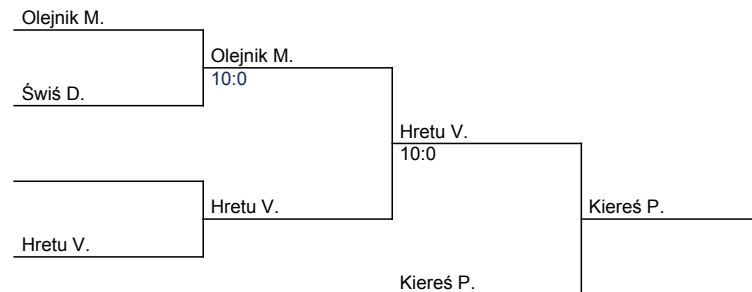 Olejnik M.
Olejnik M.
10:0
Świś D.
Hretu V.
10:0
Hretu V.
Kiereś P.
Hretu V.
Kiereś P.